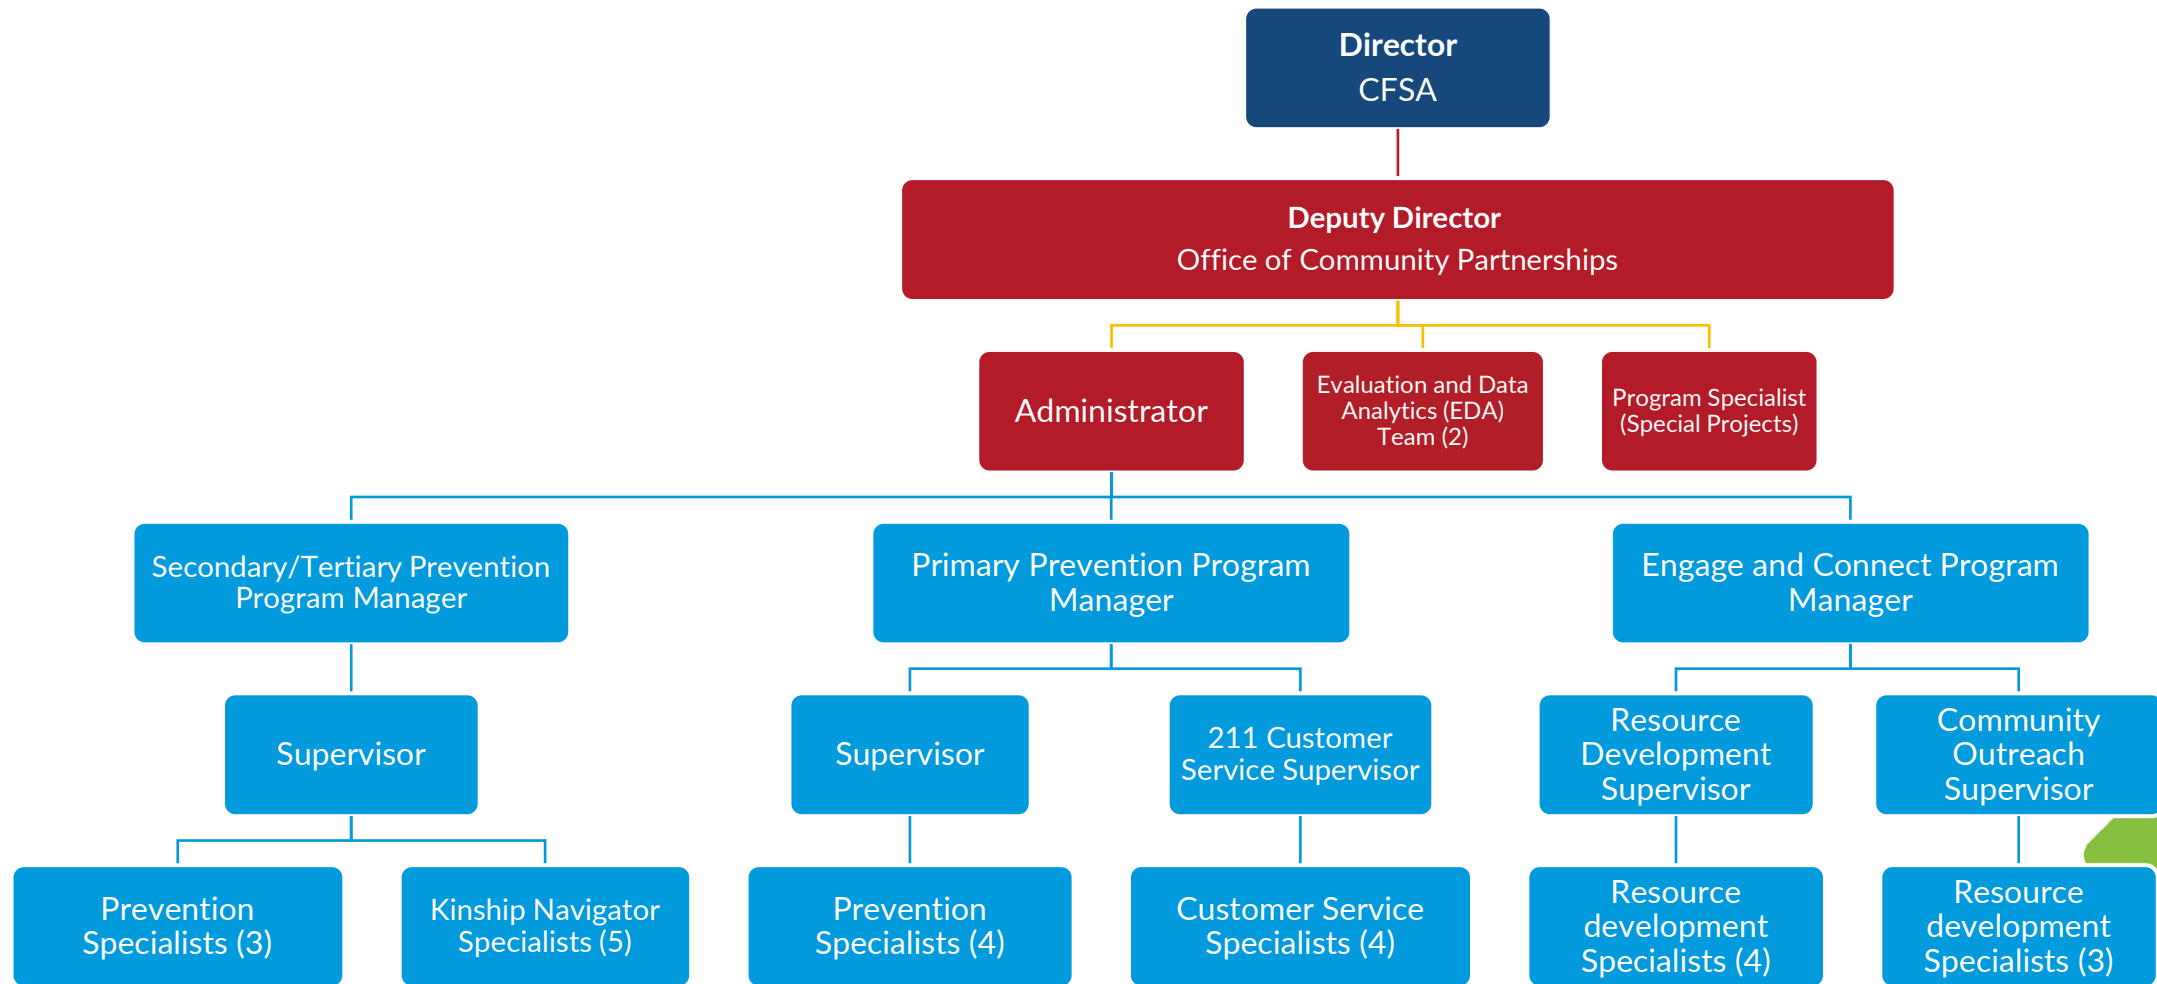 Director
CFSA
Deputy Director
Office of Community Partnerships
Administrator
Evaluation and Data
Analytics (EDA)
Team (2)
Program Specialist
(Special Projects)
Secondary/Tertiary Prevention
Program Manager
Primary Prevention Program
Manager
Engage and Connect Program
Manager
Supervisor
Supervisor
211 Customer
Service Supervisor
Resource
Development
Supervisor
Community
Outreach
Supervisor
Prevention
Specialists (3)
Kinship Navigator
Specialists (5)
Prevention
Specialists (4)
Customer Service
Specialists (4)
Resource
development
Specialists (4)
Resource
development
Specialists (3)